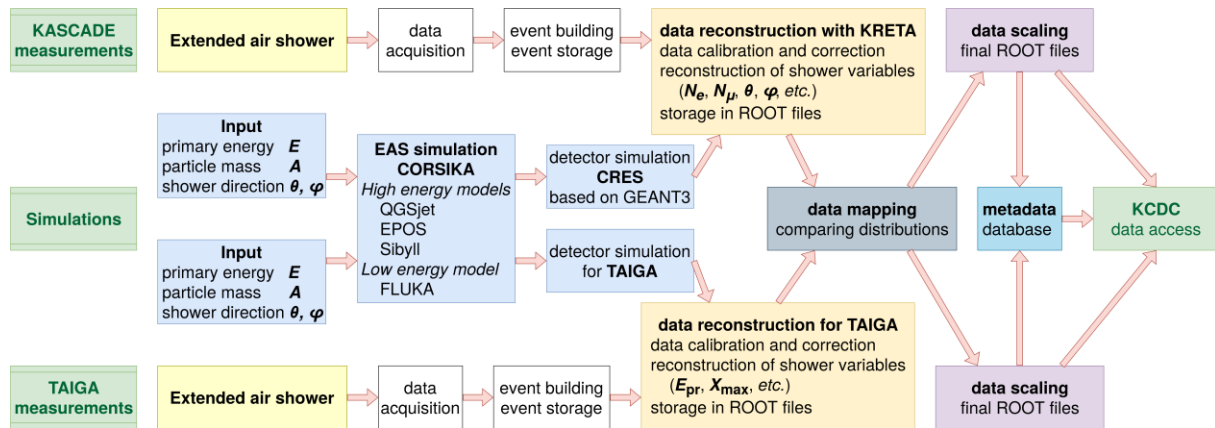 KASCADE
measurements
Extended air shower
data
acquisition
event building
event storage
data reconstruction with KRETA
data calibration and correction
reconstruction of shower variables
(Ne, Nμ, θ, φ, etc.)
storage in ROOT files
data scaling
final ROOT files
Input
primary energy E
particle mass A
shower direction θ, φ
EAS simulation
CORSIKA
High energy models
QGSjet
EPOS
Sibyll
Low energy model
FLUKA
detector simulation
CRES
based on GEANT3
Simulations
data mapping
comparing distributions
metadata
database
KCDC
data access
Input
primary energy E
particle mass A
shower direction θ, φ
detector simulation
for TAIGA
data reconstruction for TAIGA
data calibration and correction
reconstruction of shower variables
(Epr, Xmax, etc.)
storage in ROOT files
TAIGA
measurements
Extended air shower
data
acquisition
event building
event storage
data scaling
final ROOT files